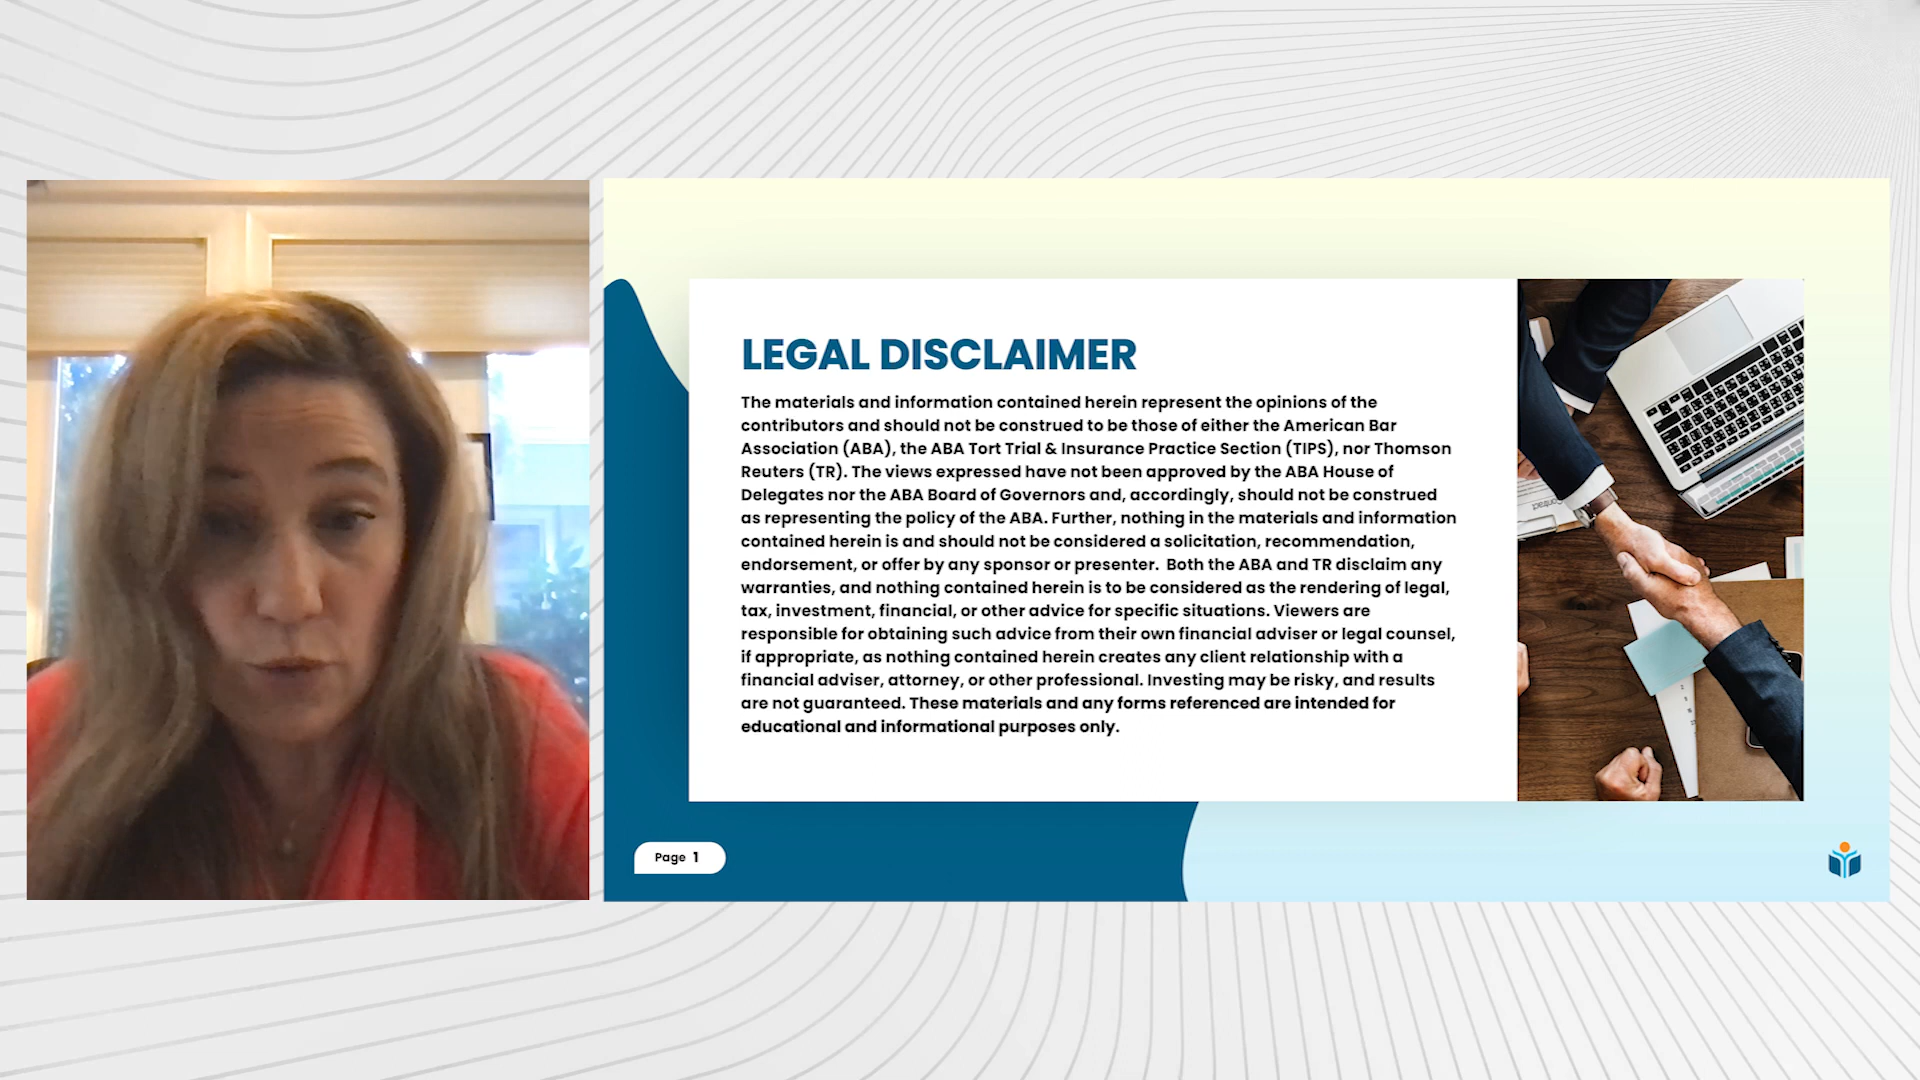 LEGAL DISCLAIMER
The materials and information contained herein represent the opinions of the
contributors and should not be construed to be those of either the American Bar
Association (ABA), the ABA Tort Trial & Insurance Practice Section (TIPS), nor Thomson
Reuters (TR). The views expressed have not been approved by the ABA House of
Delegates nor the ABA Board of Governors and, accordingly, should not be construed
as representing the policy of the ABA. Further, nothing in the materials and information
contained herein is and should not be considered a solicitation, recommendation,
endorsement, or offer by any sponsor or presenter.  Both the ABA and TR disclaim any
warranties, and nothing contained herein is to be considered as the rendering of legal,
tax, investment, financial, or other advice for specific situations. Viewers are
responsible for obtaining such advice from their own financial adviser or legal counsel,
if appropriate, as nothing contained herein creates any client relationship with a
financial adviser, attorney, or other professional. Investing may be risky, and results
are not guaranteed. These materials and any forms referenced are intended for
educational and informational purposes only.
Page 1